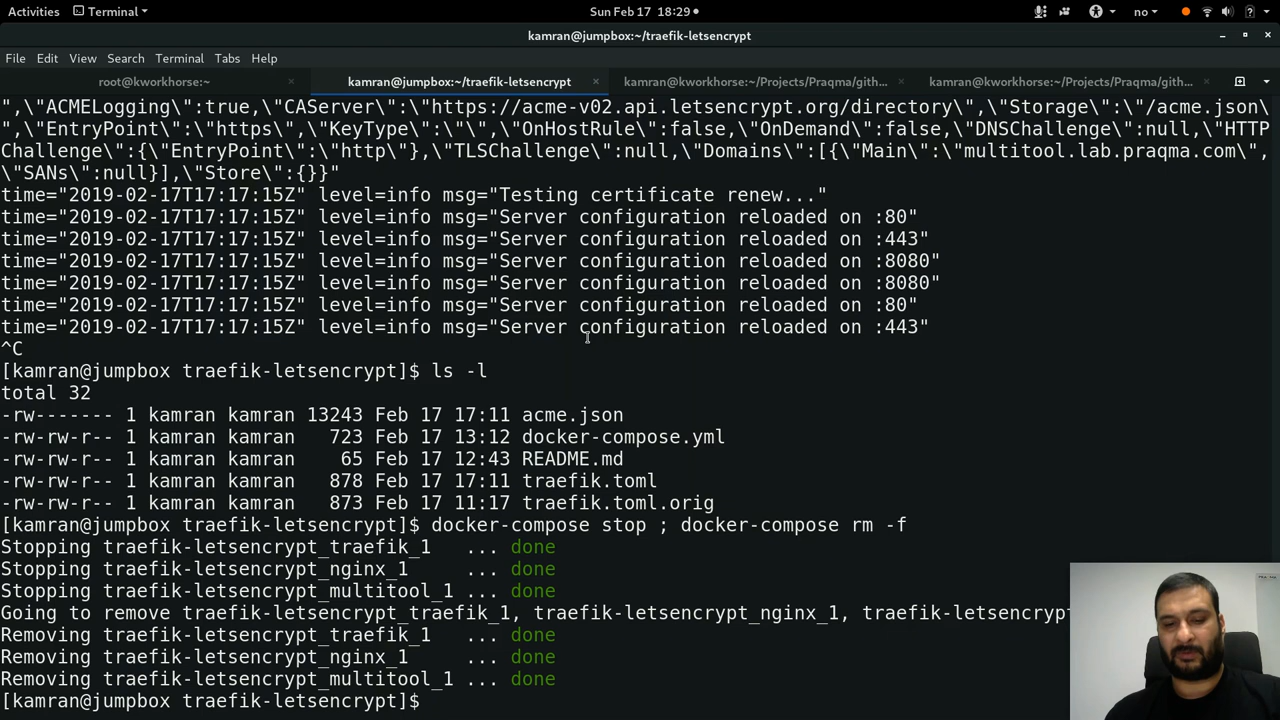 Activities Terminal Sun Feb 17 18:29 no
kamran@jumpbox:~/traefik-letsencrypt
File Edit View Search Terminal Tabs Help
root@kworkhorse:~ kamran@jumpbox:~/traefik-letsencrypt kamran@kworkhorse:~/Projects/Praqma/gith... kamran@kworkhorse:~/Projects/Praqma/gith...
",\"ACMELogging\":true,\"CAServer\":\"https://acme-v02.api.letsencrypt.org/directory\",\"Storage\":\"/acme.json\
",\"EntryPoint\":\"https\",\"KeyType\":\"\",\"OnHostRule\":false,\"OnDemand\":false,\"DNSChallenge\":null,\"HTTP
Challenge\":{\"EntryPoint\":\"http\"},\"TLSChallenge\":null,\"Domains\":[{\"Main\":\"multitool.lab.praqma.com\",
\"SANs\":null}],\"Store\":{}}"
time="2019-02-17T17:17:15Z" level=info msg="Testing certificate renew..."
time="2019-02-17T17:17:15Z" level=info msg="Server configuration reloaded on :80"
time="2019-02-17T17:17:15Z" level=info msg="Server configuration reloaded on :443"
time="2019-02-17T17:17:15Z" level=info msg="Server configuration reloaded on :8080"
time="2019-02-17T17:17:15Z" level=info msg="Server configuration reloaded on :8080"
time="2019-02-17T17:17:15Z" level=info msg="Server configuration reloaded on :80"
time="2019-02-17T17:17:15Z" level=info msg="Server configuration reloaded on :443"
^C
[kamran@jumpbox traefik-letsencrypt]$ ls -l
total 32
-rw------- 1 kamran kamran 13243 Feb 17 17:11 acme.json
-rw-rw-r-- 1 kamran kamran   723 Feb 17 13:12 docker-compose.yml
-rw-rw-r-- 1 kamran kamran    65 Feb 17 12:43 README.md
-rw-rw-r-- 1 kamran kamran   878 Feb 17 17:11 traefik.toml
-rw-rw-r-- 1 kamran kamran   873 Feb 17 11:17 traefik.toml.orig
[kamran@jumpbox traefik-letsencrypt]$ docker-compose stop ; docker-compose rm -f
Stopping traefik-letsencrypt_traefik_1   ... done
Stopping traefik-letsencrypt_nginx_1     ... done
Stopping traefik-letsencrypt_multitool_1 ... done
Going to remove traefik-letsencrypt_traefik_1, traefik-letsencrypt_nginx_1, traefik-letsencrypt
Removing traefik-letsencrypt_traefik_1   ... done
Removing traefik-letsencrypt_nginx_1     ... done
Removing traefik-letsencrypt_multitool_1 ... done
[kamran@jumpbox traefik-letsencrypt]$